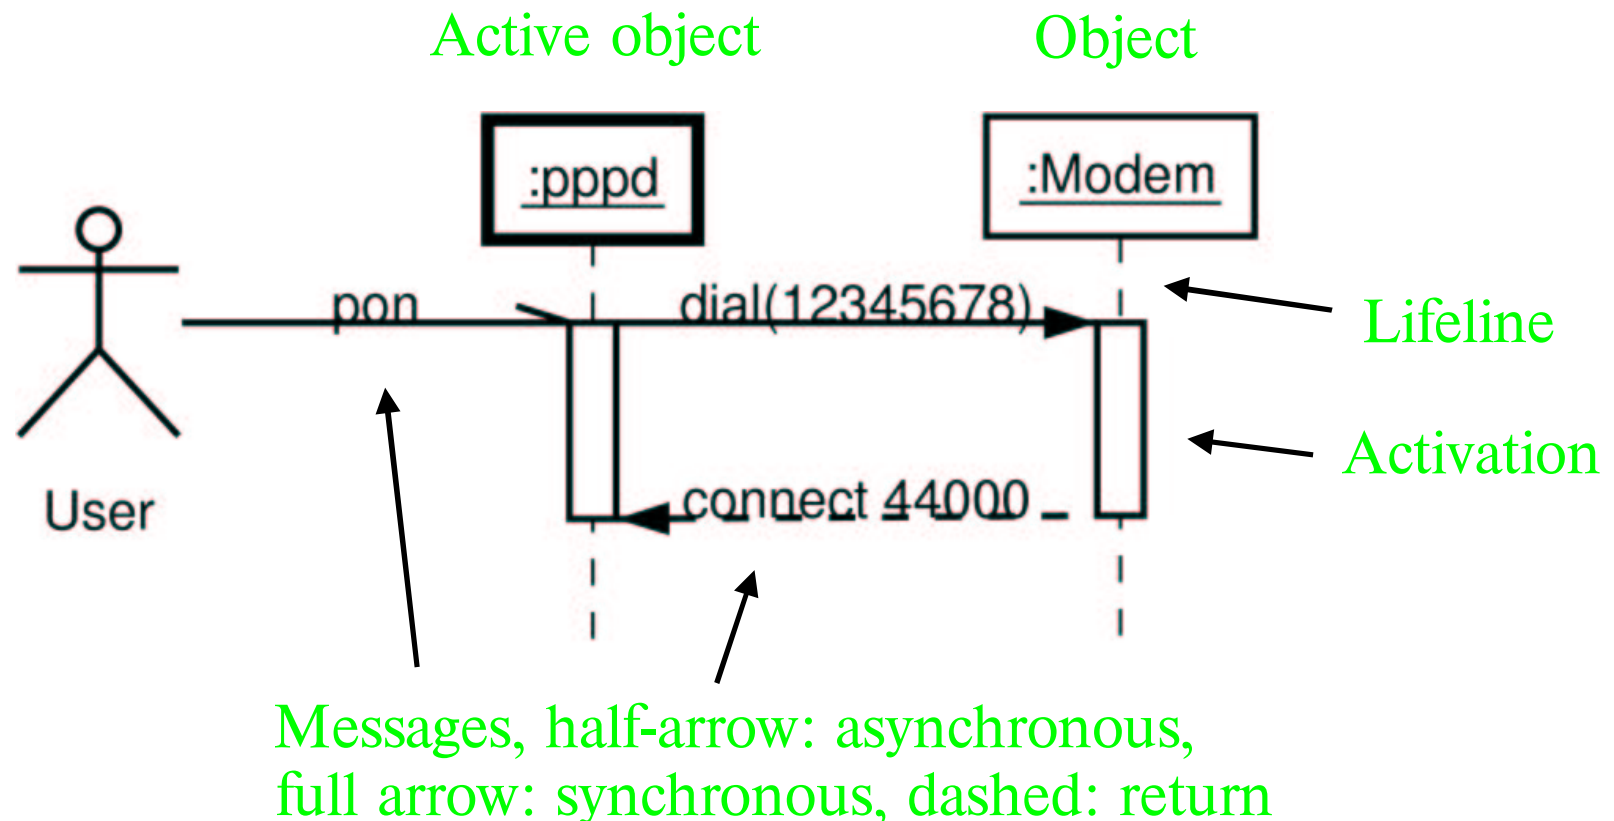 Active object
Object
:pppd
:Modem
pon
dial(12345678)
Lifeline
Activation
connect 44000
User
Messages, half-arrow: asynchronous,
full arrow: synchronous, dashed: return